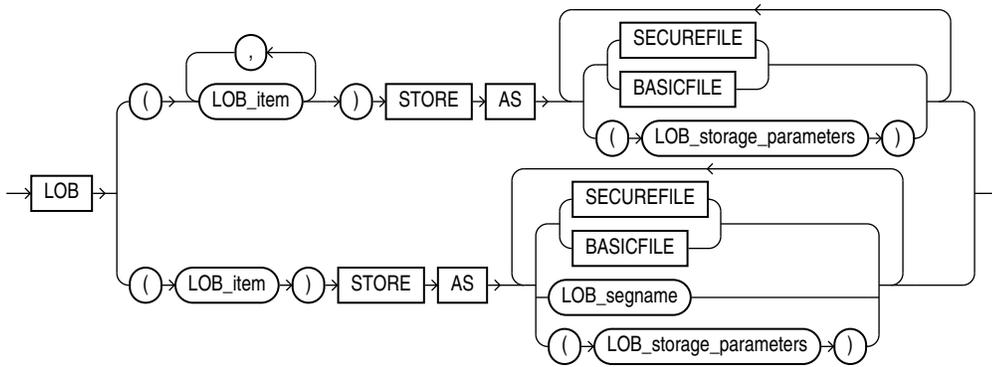 SECUREFILE
,
BASICFILE
( LOB_item ) STORE AS
( LOB_storage_parameters )
LOB
SECUREFILE
BASICFILE
( LOB_item ) STORE AS
LOB_segname
( LOB_storage_parameters )